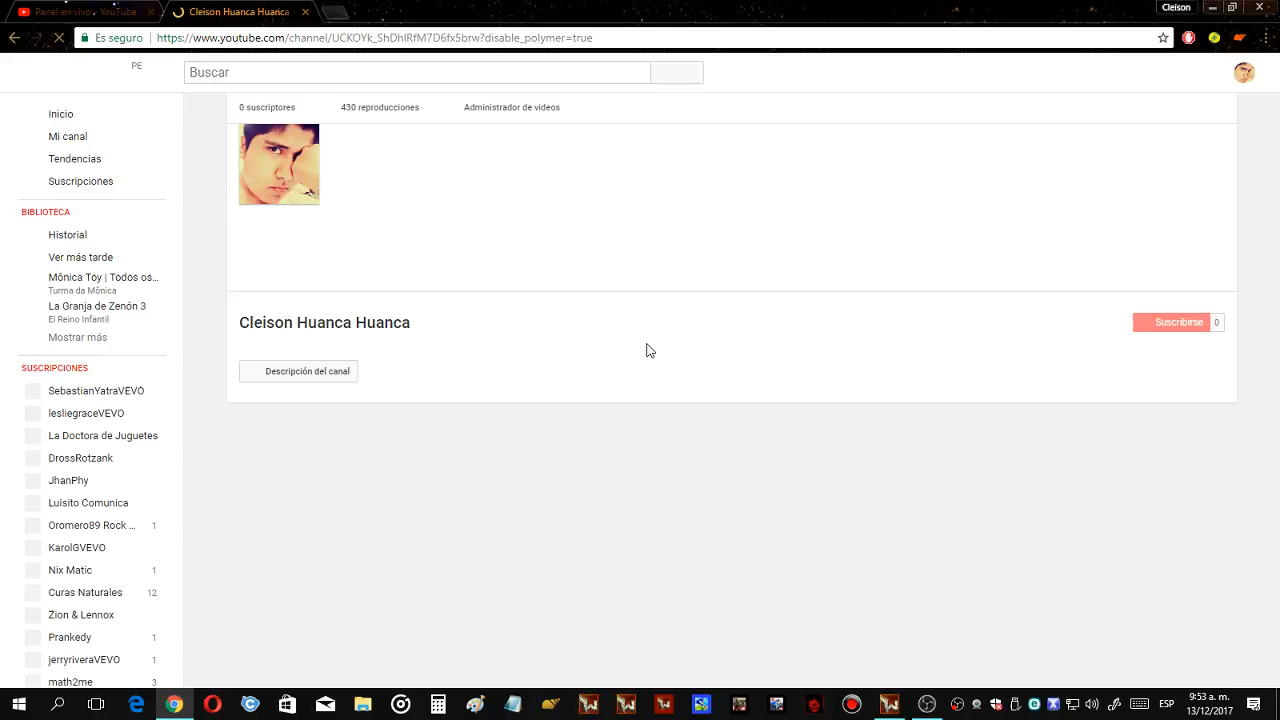 Panel en vivo - YouTube
Cleison Huanca Huanca
Cleison
Es seguro
https://www.youtube.com/channel/UCKOYk_ShDhlRfM7D6fx5brw?disable_polymer=true
PE
Buscar
0 suscriptores
430 reproducciones
Administrador de videos
Inicio
Mi canal
Tendencias
Suscripciones
BIBLIOTECA
Historial
Ver más tarde
Mônica Toy | Todos os...
Turma da Mônica
La Granja de Zenón 3
El Reino Infantil
Mostrar más
SUSCRIPCIONES
SebastianYatraVEVO
lesliegraceVEVO
La Doctora de Juguetes
DrossRotzank
JhanPhy
Luisito Comunica
Oromero89 Rock ... 1
KarolGVEVO
Nix Matic 1
Curas Naturales 12
Zion & Lennox
Prankedy 1
jerryriveraVEVO 1
math2me 3
Cleison Huanca Huanca
Suscribirse 0
Descripción del canal
ESP
9:53 a. m.
13/12/2017